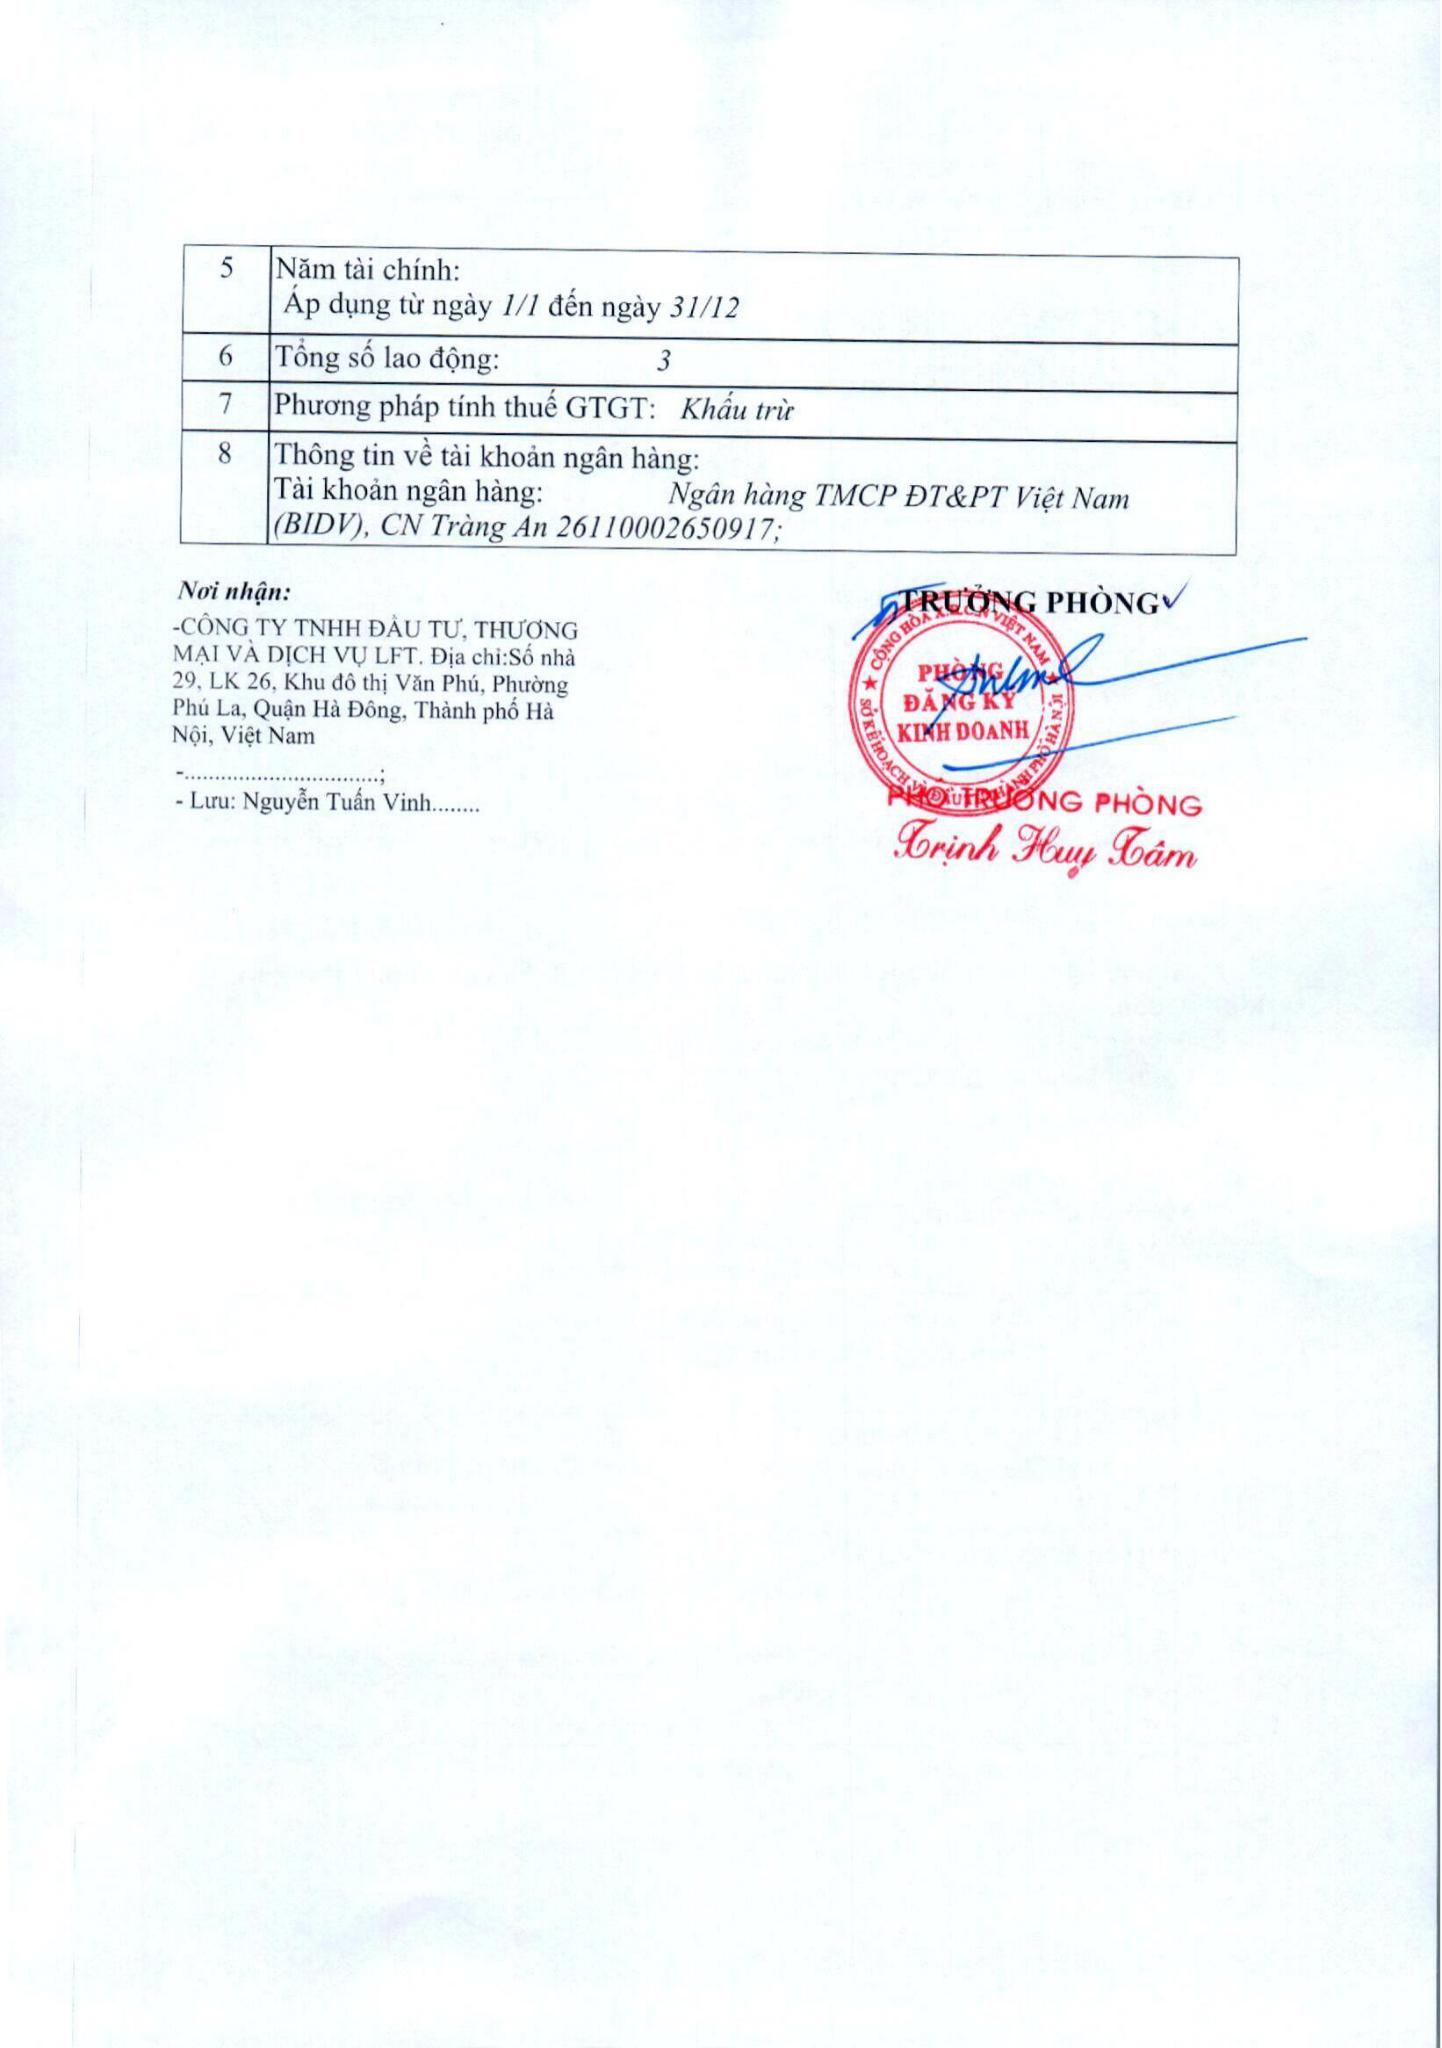 5 Năm tài chính:
Áp dụng từ ngày 1/1 đến ngày 31/12
6 Tổng số lao động: 3
7 Phương pháp tính thuế GTGT: Khấu trừ
8 Thông tin về tài khoản ngân hàng:
Tài khoản ngân hàng: Ngân hàng TMCP ĐT&PT Việt Nam
(BIDV), CN Tràng An 26110002650917;
Nơi nhận:
-CÔNG TY TNHH ĐẦU TƯ, THƯƠNG
MẠI VÀ DỊCH VỤ LFT. Địa chỉ:Số nhà
29, LK 26, Khu đô thị Văn Phú, Phường
Phú La, Quận Hà Đông, Thành phố Hà
Nội, Việt Nam
-................................;
- Lưu: Nguyễn Tuấn Vinh........
TRƯỞNG PHÒNG
CỘNG HÒA X.H.C.N VIỆT NAM
PHÒNG
ĐĂNG KÝ
KINH DOANH
SỞ KẾ HOẠCH VÀ ĐẦU TƯ THÀNH PHỐ HÀ NỘI
PHÓ TRƯỞNG PHÒNG
Trịnh Huy Tâm